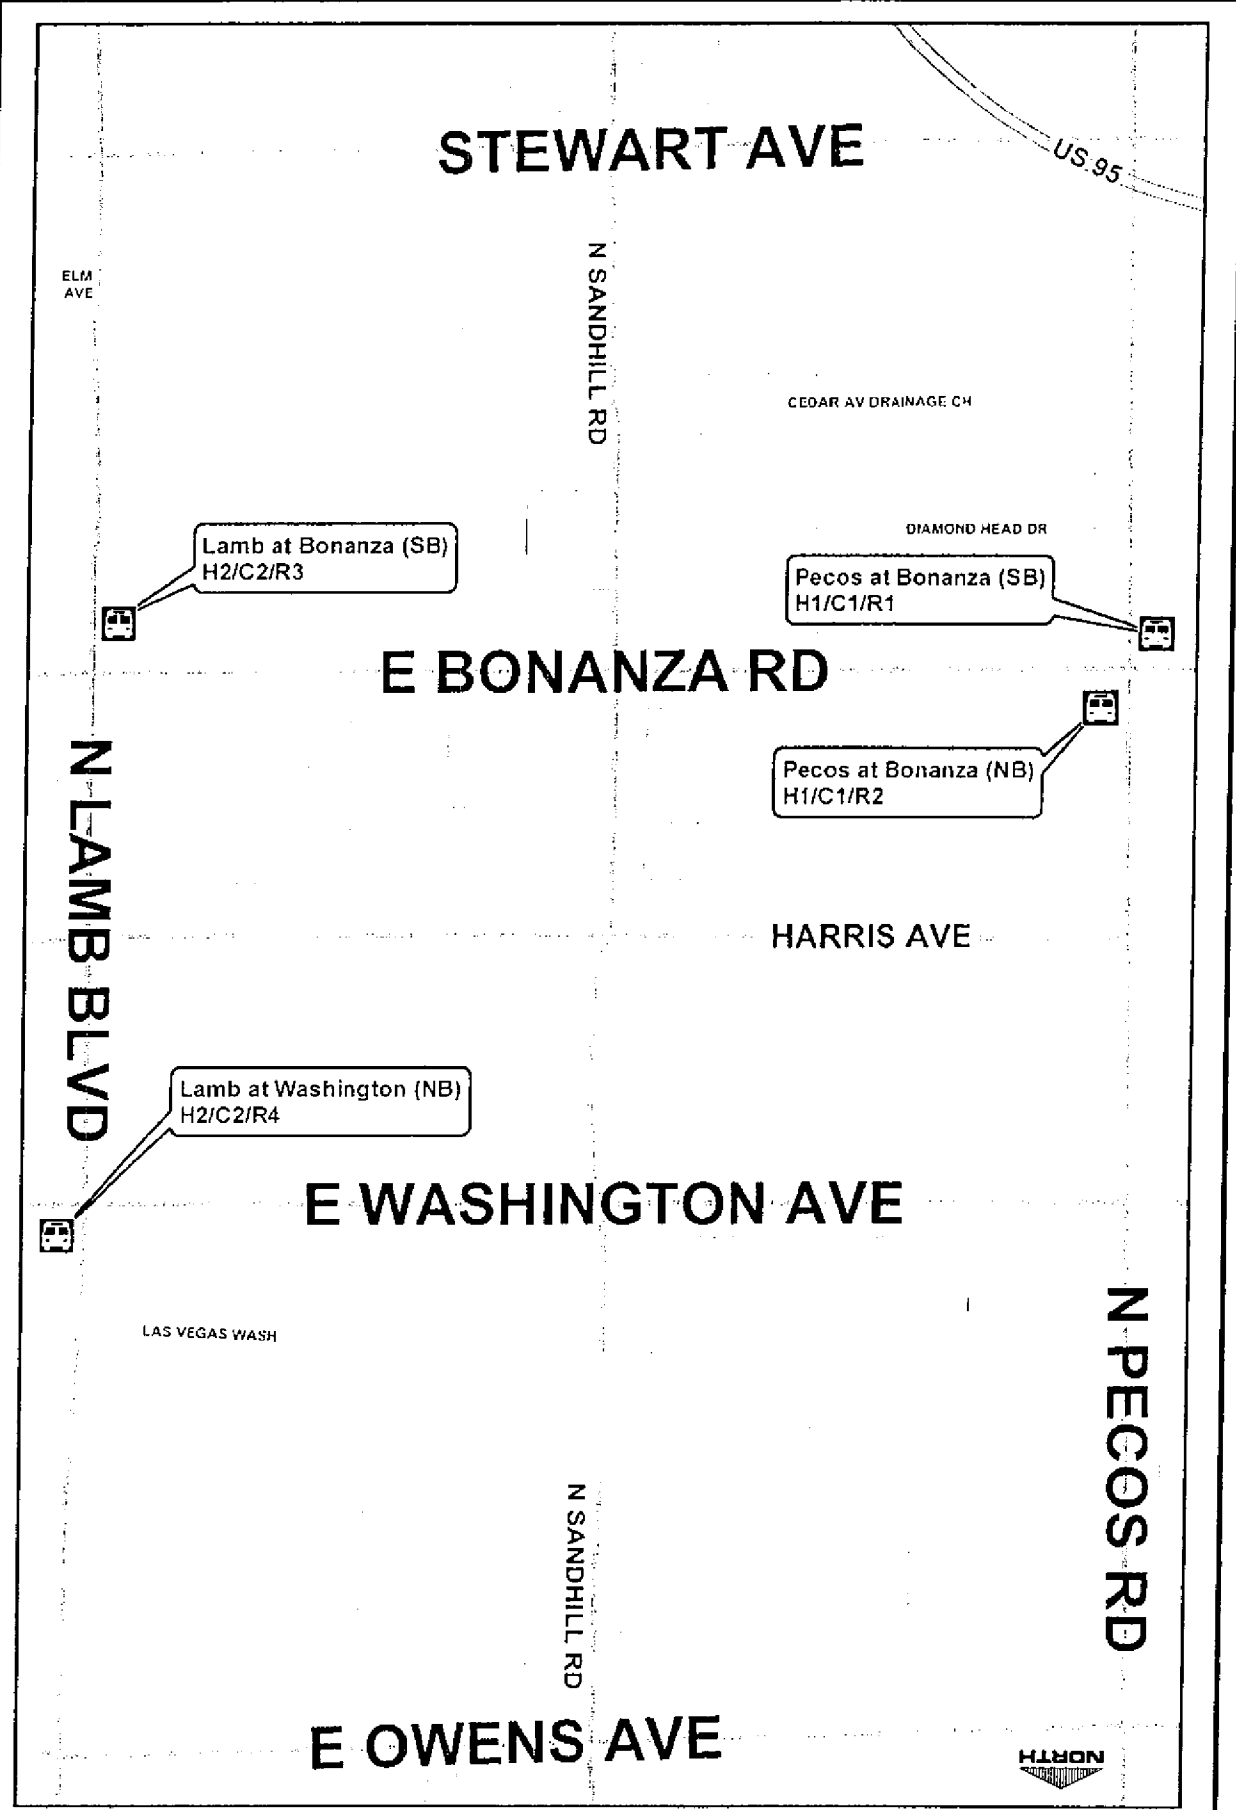 STEWART AVE
US 95
N SANDHILL RD
ELM
AVE
CEDAR AV DRAINAGE CH
DIAMOND HEAD DR
Lamb at Bonanza (SB)
H2/C2/R3
Pecos at Bonanza (SB)
H1/C1/R1
E BONANZA RD
Pecos at Bonanza (NB)
H1/C1/R2
N LAMB BLVD
HARRIS AVE
Lamb at Washington (NB)
H2/C2/R4
E WASHINGTON AVE
N PECOS RD
LAS VEGAS WASH
N SANDHILL RD
E OWENS AVE
NORTH